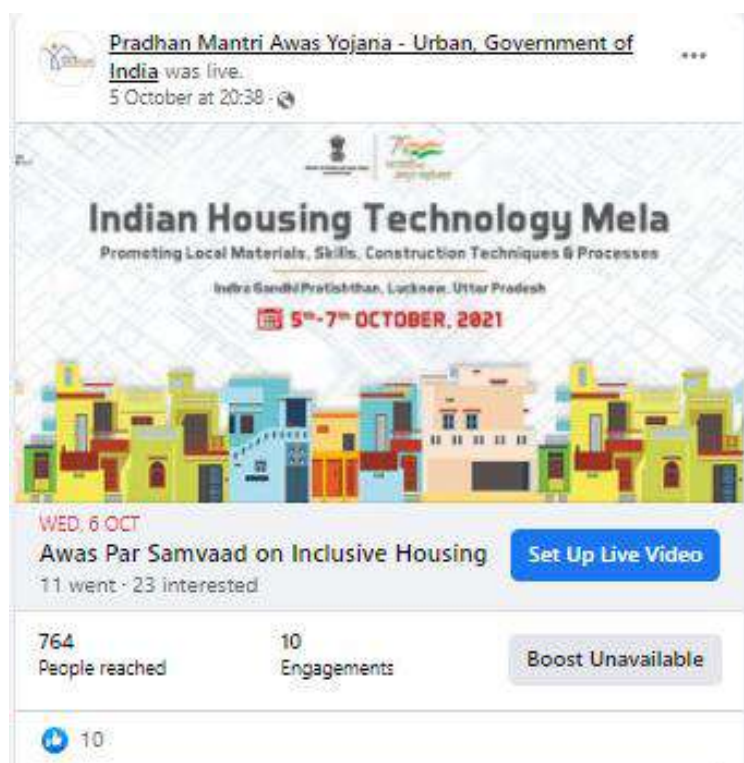 Pradhan Mantri Awas Yojana - Urban, Government of
India was live.
5 October at 20:38 ·
Indian Housing Technology Mela
Promoting Local Materials, Skills, Construction Techniques & Processes
Indira Gandhi Pratishthan, Lucknow, Uttar Pradesh
5th-7th OCTOBER, 2021
WED, 6 OCT
Awas Par Samvaad on Inclusive Housing
Set Up Live Video
11 went · 23 interested
764
People reached
10
Engagements
Boost Unavailable
10